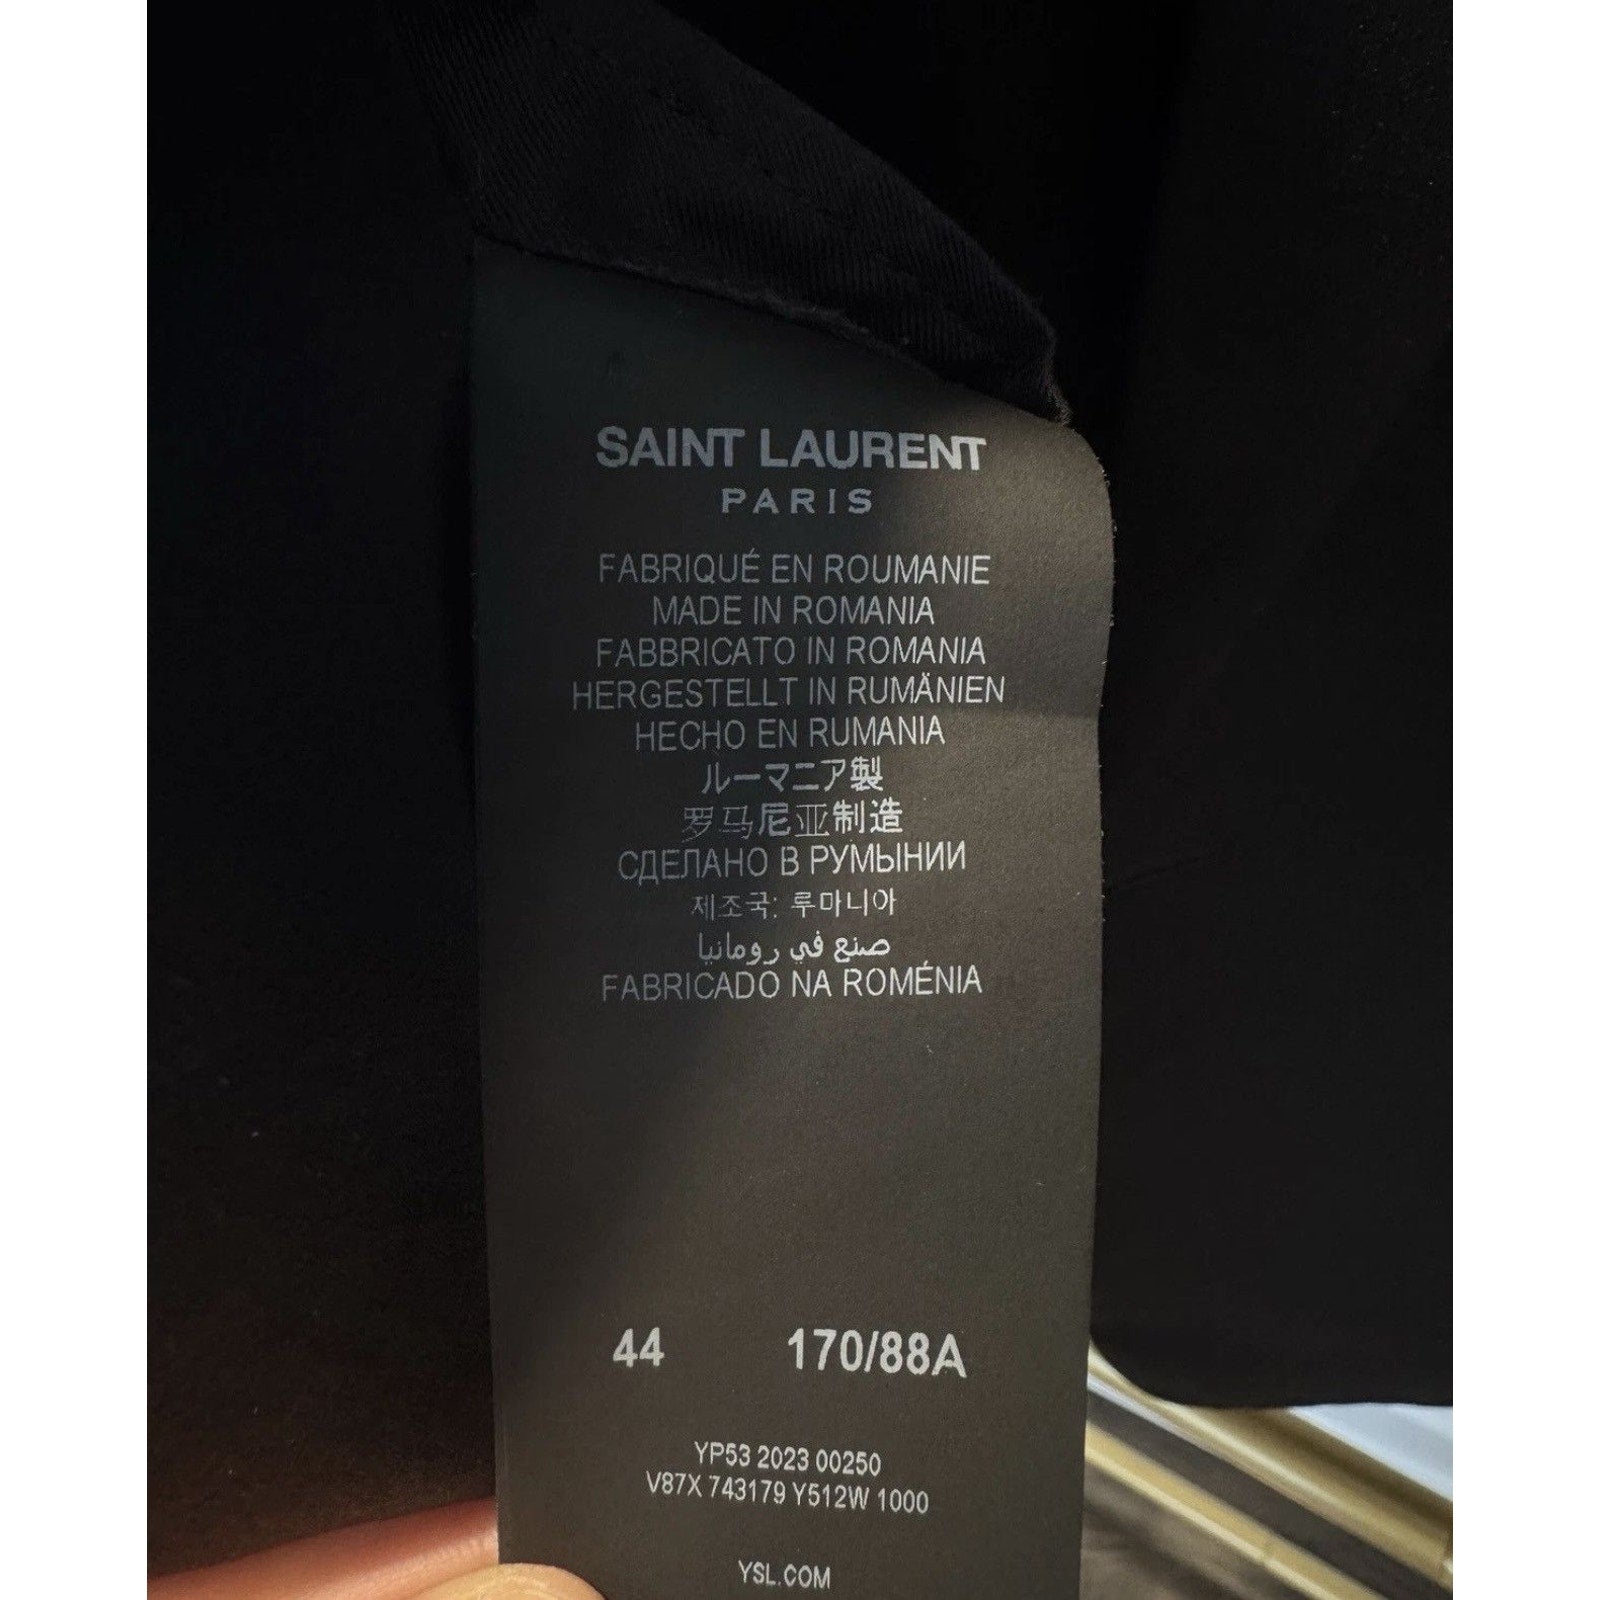 SAINT LAURENT
PARIS
FABRIQUÉ EN ROUMANIE
MADE IN ROMANIA
FABBRICATO IN ROMANIA
HERGESTELLT IN RUMÄNIEN
HECHO EN RUMANIA
ルーマニア製
罗马尼亚制造
СДЕЛАНО В РУМЫНИИ
제조국: 루마니아
صنع في رومانيا
FABRICADO NA ROMÉNIA
44 170/88A
YP53 2023 00250
V87X 743179 Y512W 1000
YSL.COM